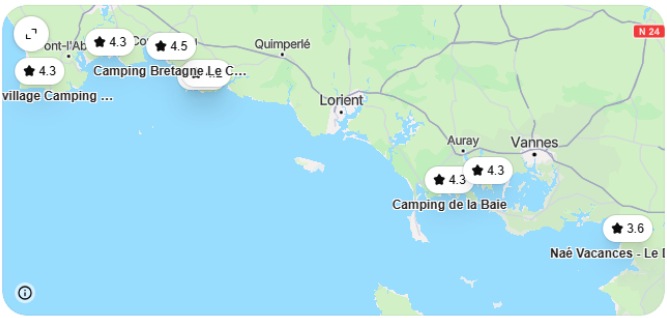 N 24
4.3
4.5
Quimperlé
4.3
Camping Bretagne Le C...
village Camping ...
Lorient
Auray
Vannes
4.3
4.3
Camping de la Baie
3.6
Naé Vacances - Le